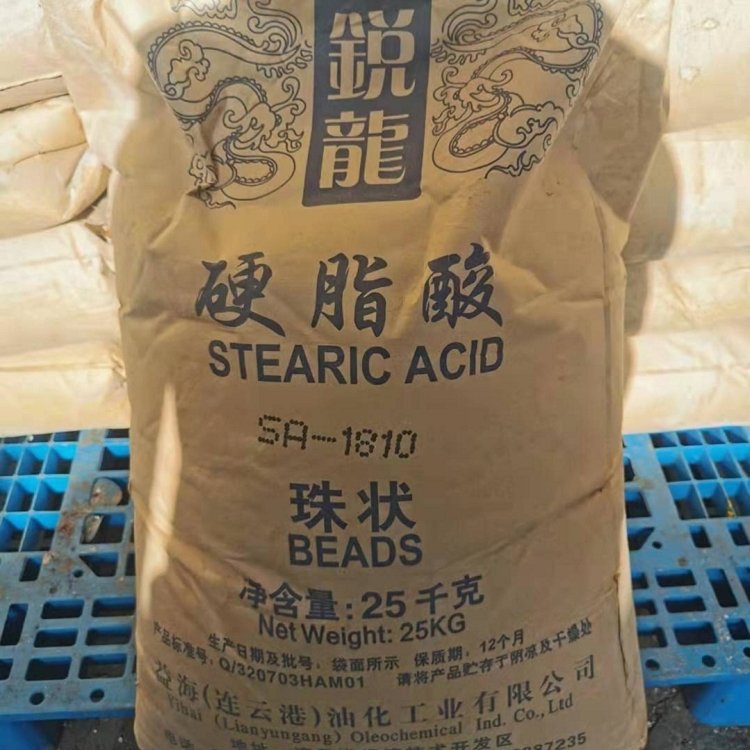 鋭龍
硬脂酸
STEARIC ACID
SA-1810
珠状
BEADS
净含量:25千克
Net Weight: 25KG
生产日期及批号:袋面所示 保质期:12个月
产品标准号:Q/320703HAM01 请将产品贮存于阴凉及干燥处
益海(连云港)油化工业有限公司
Yihai (Lianyungang) Oleochemical Ind. Co., Ltd